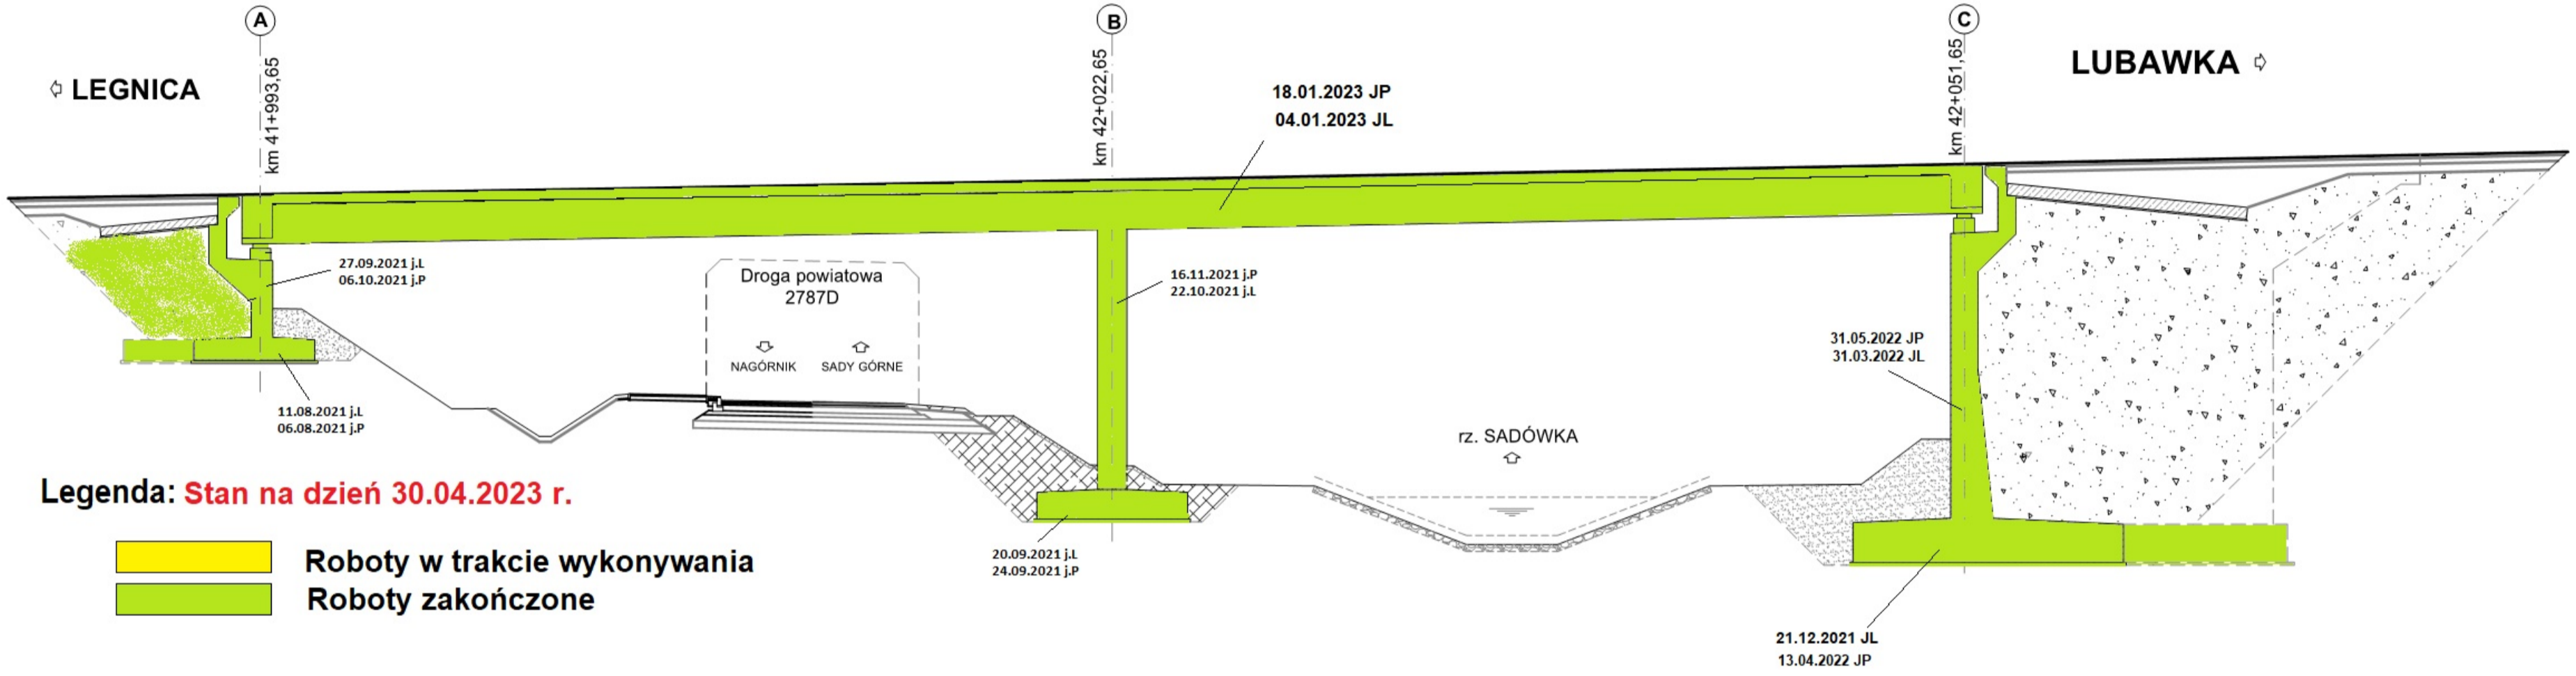 A
B
C
km 41+993,65
km 42+022,65
km 42+051,65
⇦ LEGNICA
LUBAWKA ⇨
18.01.2023 JP
04.01.2023 JL
27.09.2021 j.L
06.10.2021 j.P
Droga powiatowa
2787D
NAGÓRNIK SADY GÓRNE
16.11.2021 j.P
22.10.2021 j.L
31.05.2022 JP
31.03.2022 JL
11.08.2021 j.L
06.08.2021 j.P
rz. SADÓWKA
20.09.2021 j.L
24.09.2021 j.P
21.12.2021 JL
13.04.2022 JP
Legenda: Stan na dzień 30.04.2023 r.
Roboty w trakcie wykonywania
Roboty zakończone